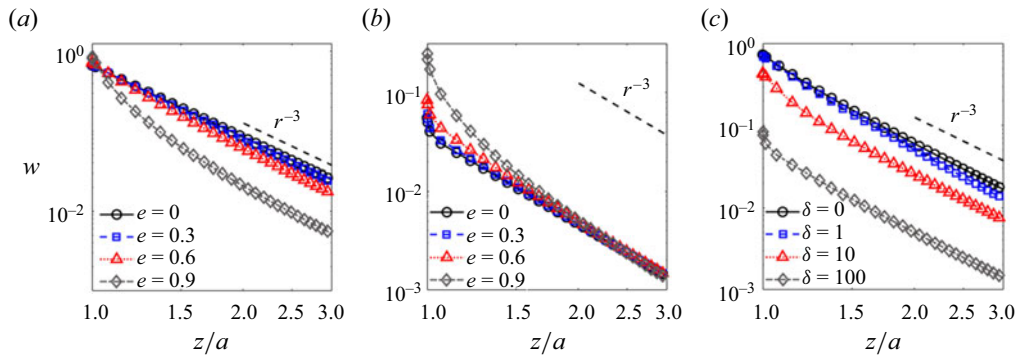 (a)
10^0
w
10^-2
r^-3
e = 0
e = 0.3
e = 0.6
e = 0.9
1.0 1.5 2.0 2.5 3.0
z/a
(b)
10^-1
10^-2
10^-3
r^-3
e = 0
e = 0.3
e = 0.6
e = 0.9
1.0 1.5 2.0 2.5 3.0
z/a
(c)
10^0
10^-1
10^-2
10^-3
r^-3
δ = 0
δ = 1
δ = 10
δ = 100
1.0 1.5 2.0 2.5 3.0
z/a